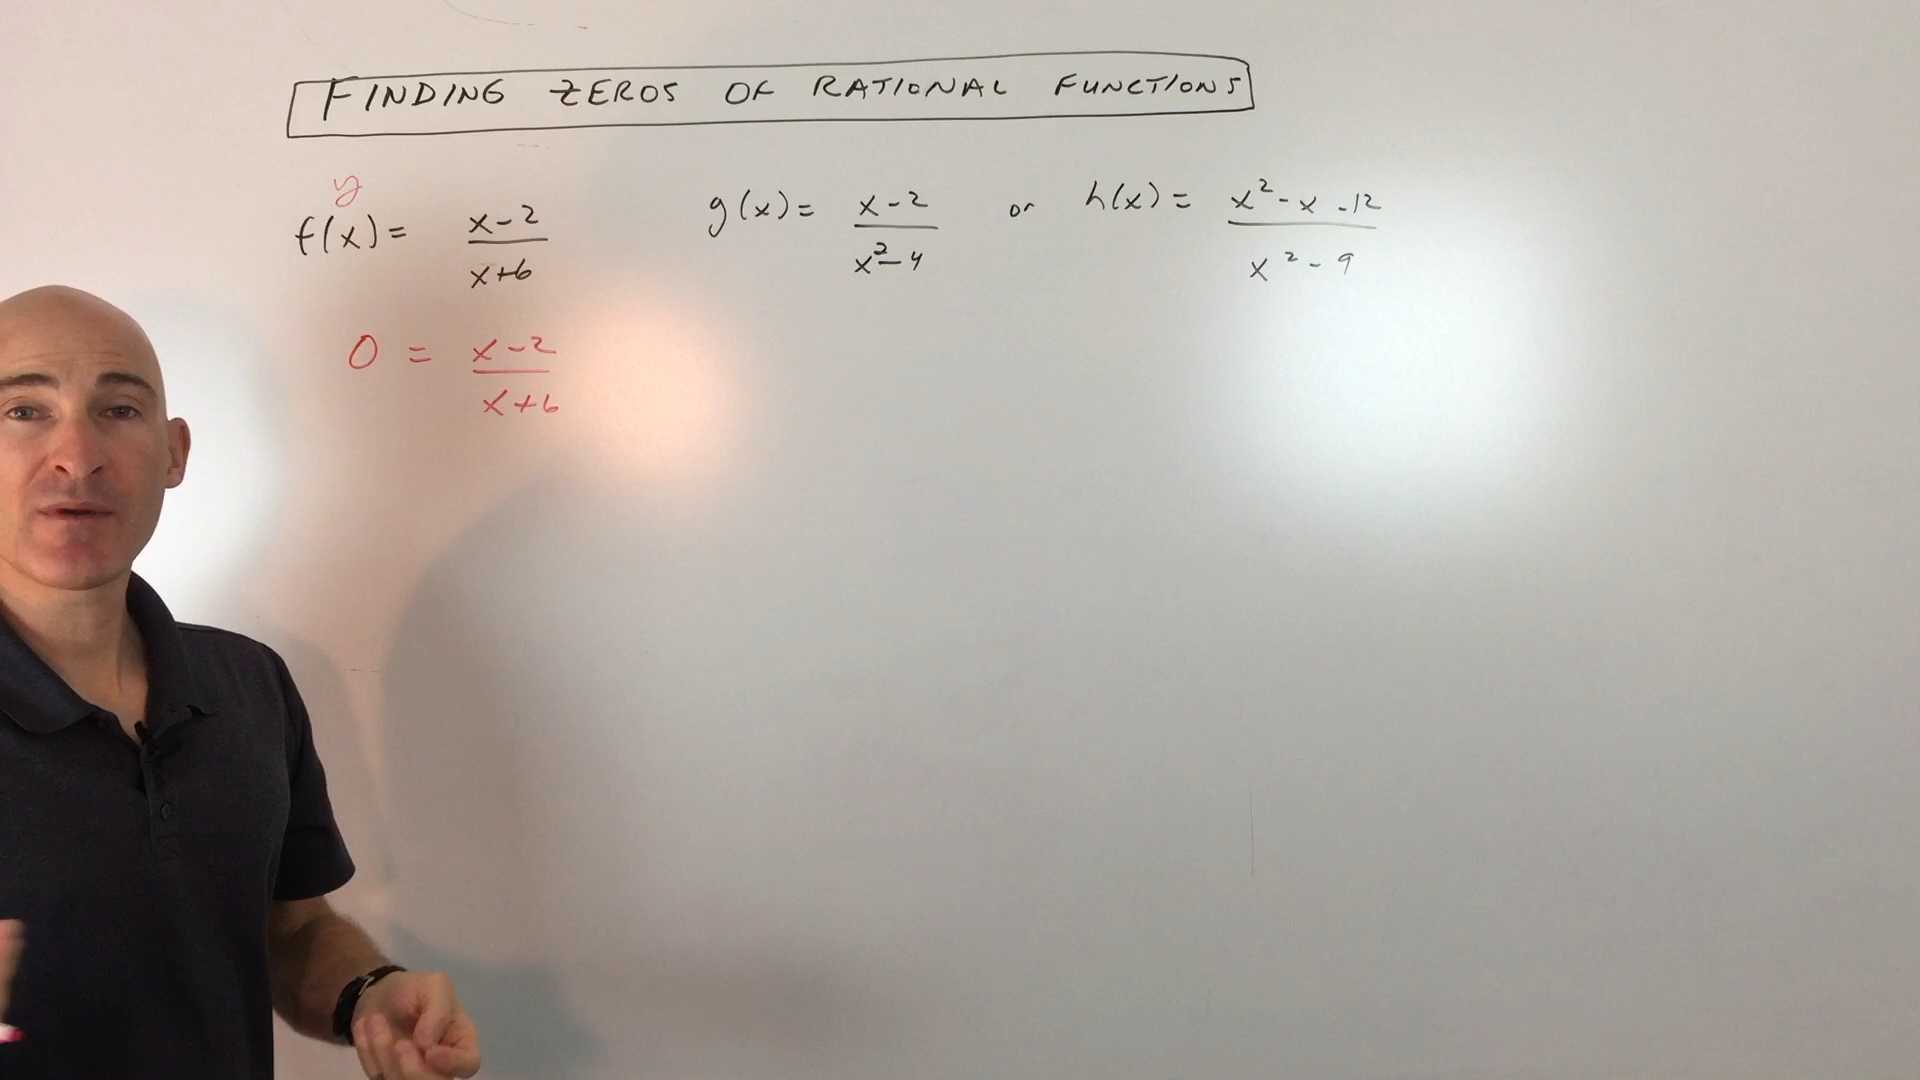 FINDING ZEROS OF RATIONAL FUNCTIONS
y
f(x) = x-2 / x+6
g(x) = x-2 / x²-4 or h(x) = x²-x-12 / x²-9
0 = x-2 / x+6